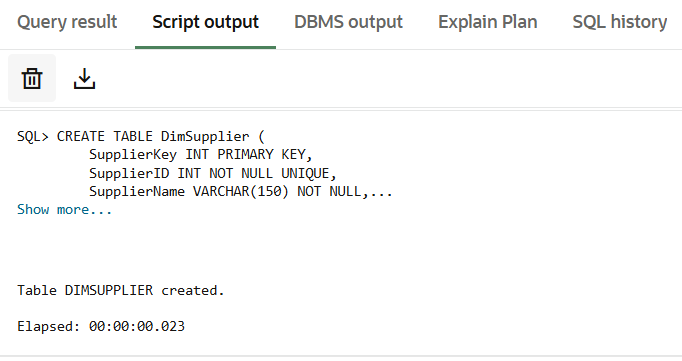 Query result Script output DBMS output Explain Plan SQL history
SQL> CREATE TABLE DimSupplier (
         SupplierKey INT PRIMARY KEY,
         SupplierID INT NOT NULL UNIQUE,
         SupplierName VARCHAR(150) NOT NULL,...
Show more...
Table DIMSUPPLIER created.
Elapsed: 00:00:00.023